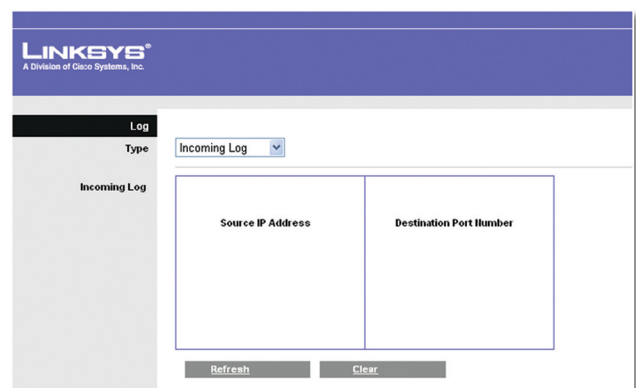 LINKSYS®
A Division of Cisco Systems, Inc.
Log
Type
Incoming Log
Incoming Log
Source IP Address
Destination Port Number
Refresh
Clear